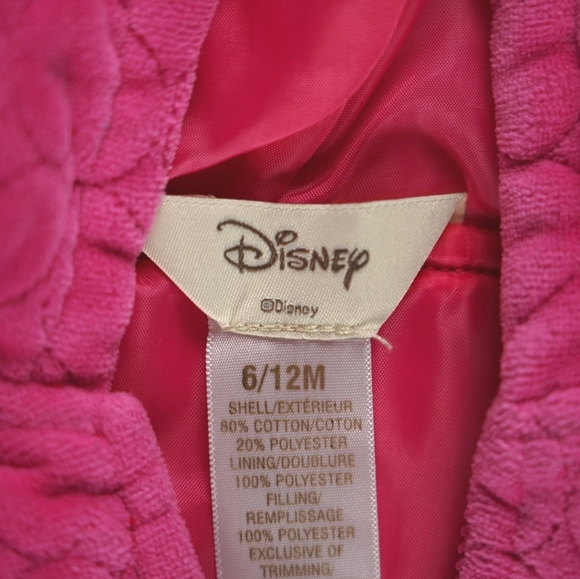 Disney
©Disney
6/12M
SHELL/EXTÉRIEUR
80% COTTON/COTON
20% POLYESTER
LINING/DOUBLURE
100% POLYESTER
FILLING/
REMPLISSAGE
100% POLYESTER
EXCLUSIVE OF
TRIMMING/